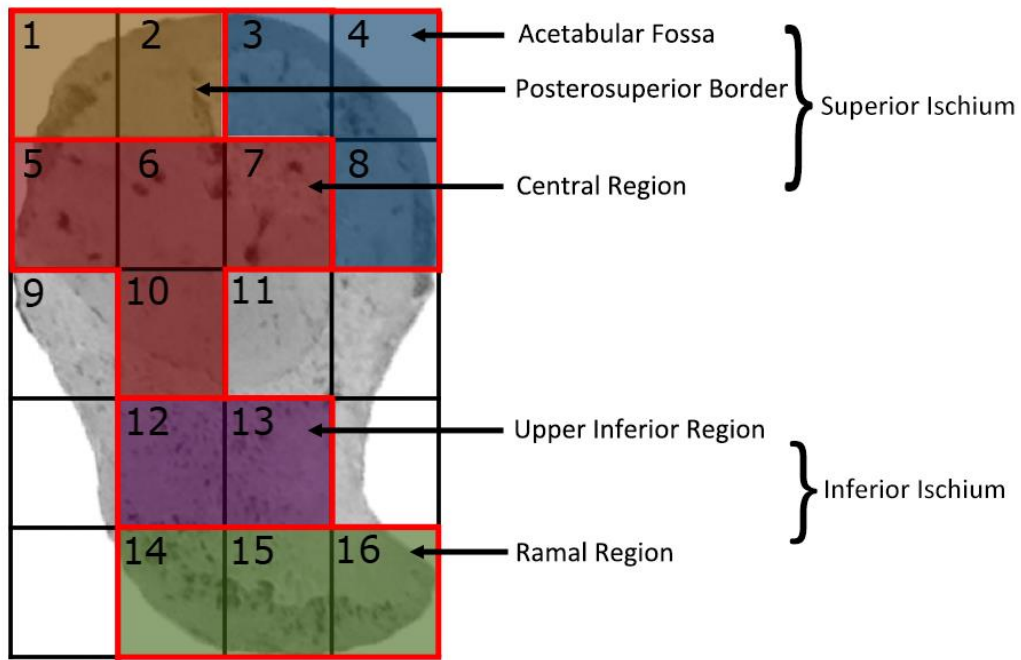 1 2 3 4
Acetabular Fossa
Posterosuperior Border
Superior Ischium
5 6 7 8
Central Region
9 10 11
12 13
Upper Inferior Region
Inferior Ischium
14 15 16
Ramal Region